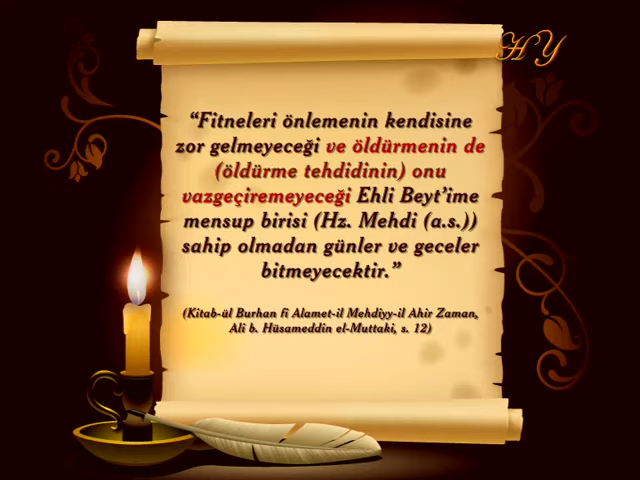 HY
“Fitneleri önlemenin kendisine
zor gelmeyeceği ve öldürmenin de
(öldürme tehdidinin) onu
vazgeçiremeyeceği Ehli Beyt’ime
mensup birisi (Hz. Mehdi (a.s.))
sahip olmadan günler ve geceler
bitmeyecektir.”
(Kitab-ül Burhan fi Alamet-il Mehdiyy-il Ahir Zaman,
Ali b. Hüsameddin el-Muttaki, s. 12)